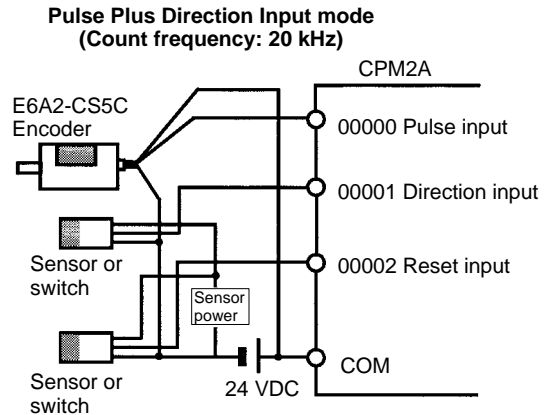 Pulse Plus Direction Input mode
(Count frequency: 20 kHz)
CPM2A
E6A2-CS5C
Encoder
00000 Pulse input
00001 Direction input
Sensor or
switch
00002 Reset input
Sensor
power
COM
24 VDC
Sensor or
switch